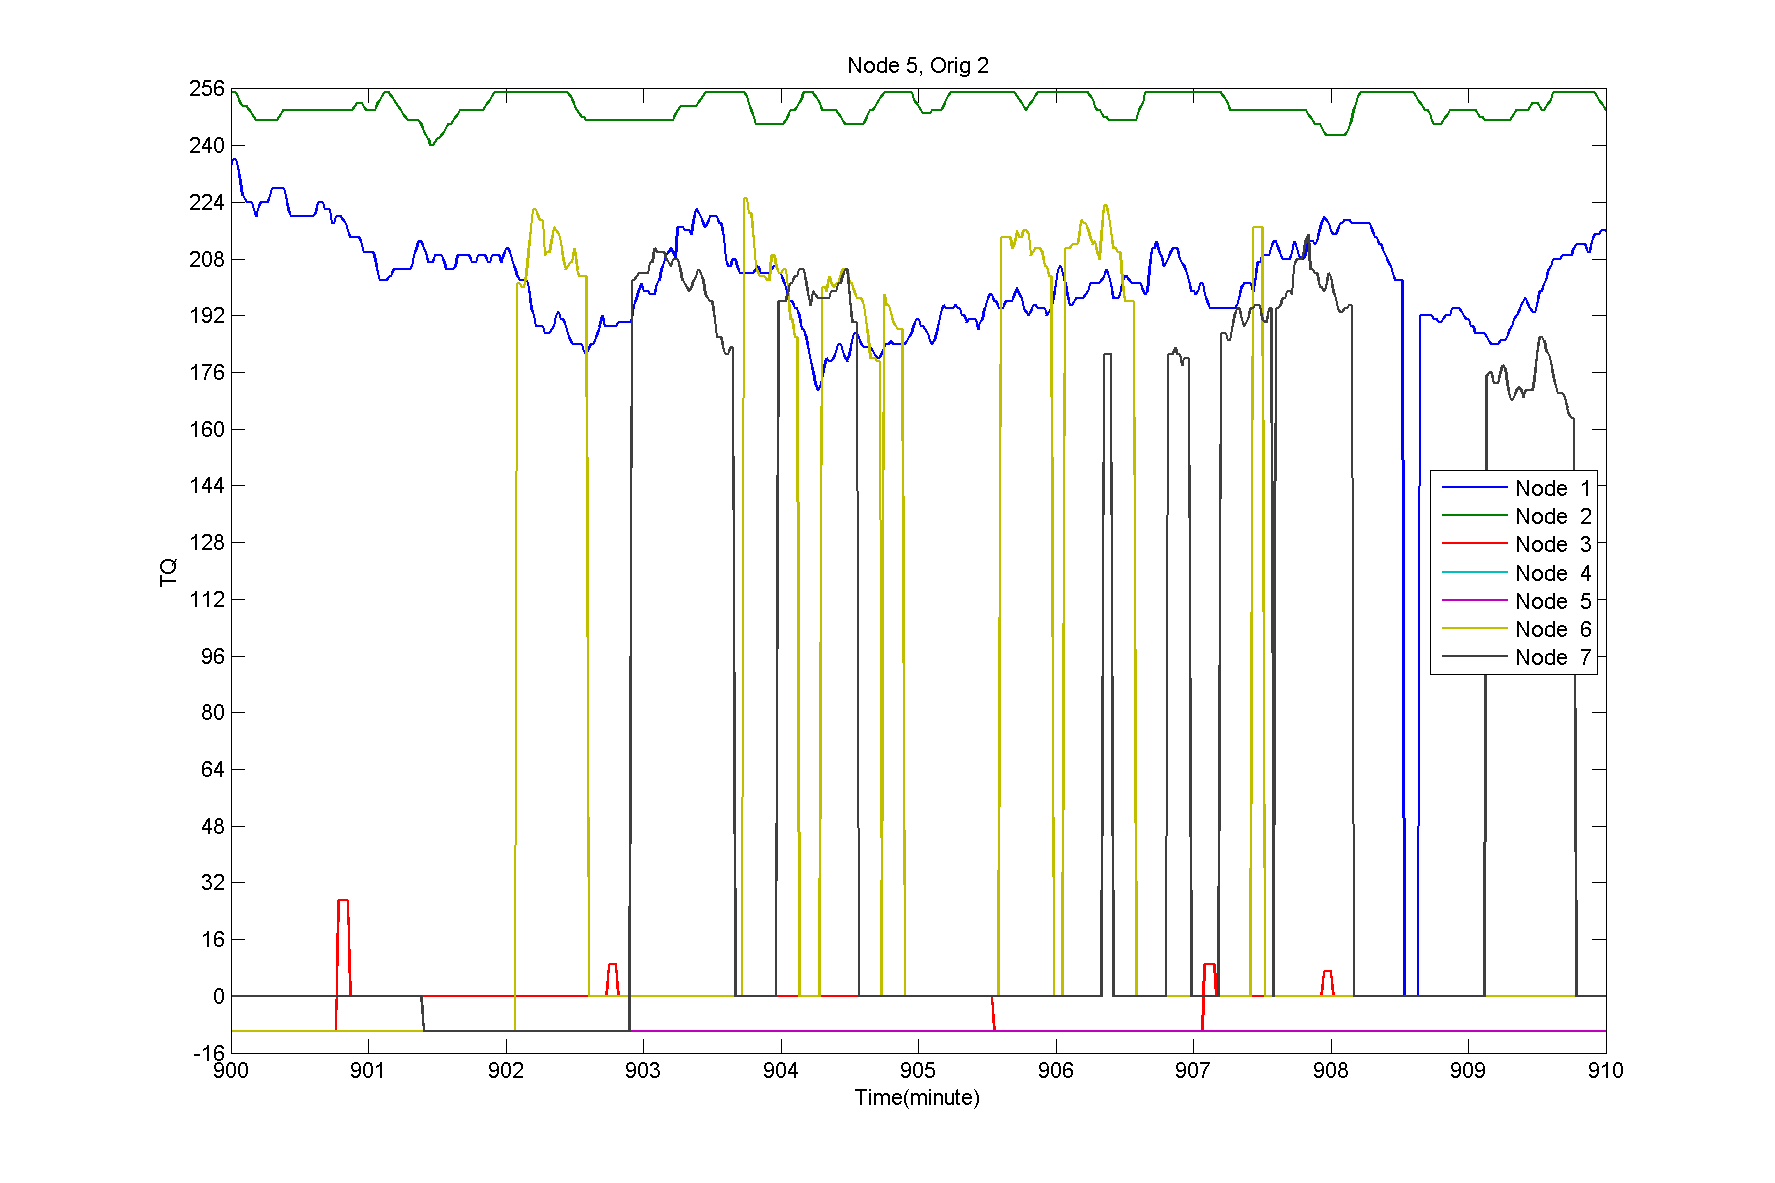 Node 5, Orig 2
256
240
224
208
192
176
160
144
128
112
96
80
64
48
32
16
0
-16
TQ
Node 1
Node 2
Node 3
Node 4
Node 5
Node 6
Node 7
900 901 902 903 904 905 906 907 908 909 910
Time(minute)